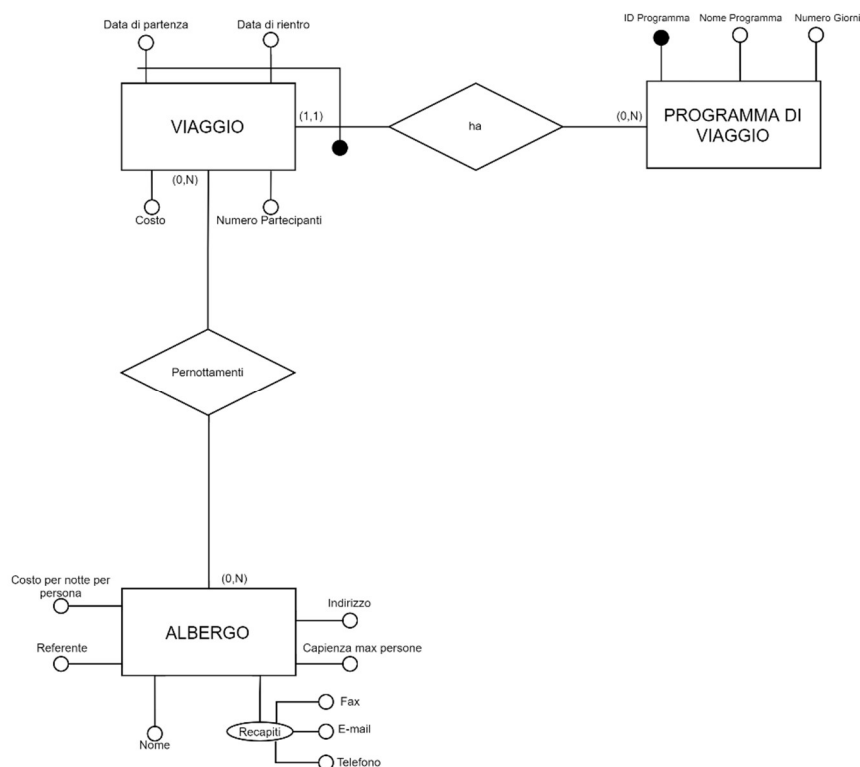 Data di partenza
Data di rientro
ID Programma
Nome Programma
Numero Giorni
VIAGGIO
(1,1)
ha
(0,N)
PROGRAMMA DI
VIAGGIO
(0,N)
Costo
Numero Partecipanti
Pernottamenti
(0,N)
Costo per notte per
persona
Indirizzo
ALBERGO
Referente
Capienza max persone
Fax
Recapiti
E-mail
Nome
Telefono